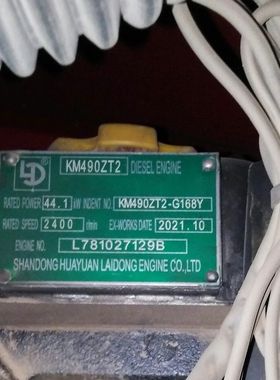 LD
KM490ZT2 DIESEL ENGINE
RATED POWER 44.1 kW INDENT NO. KM490ZT2-G168Y
RATED SPEED 2400 r/min EX-WORKS DATE 2021.10
ENGINE NO. L781027129B
SHANDONG HUAYUAN LAIDONG ENGINE CO.,LTD